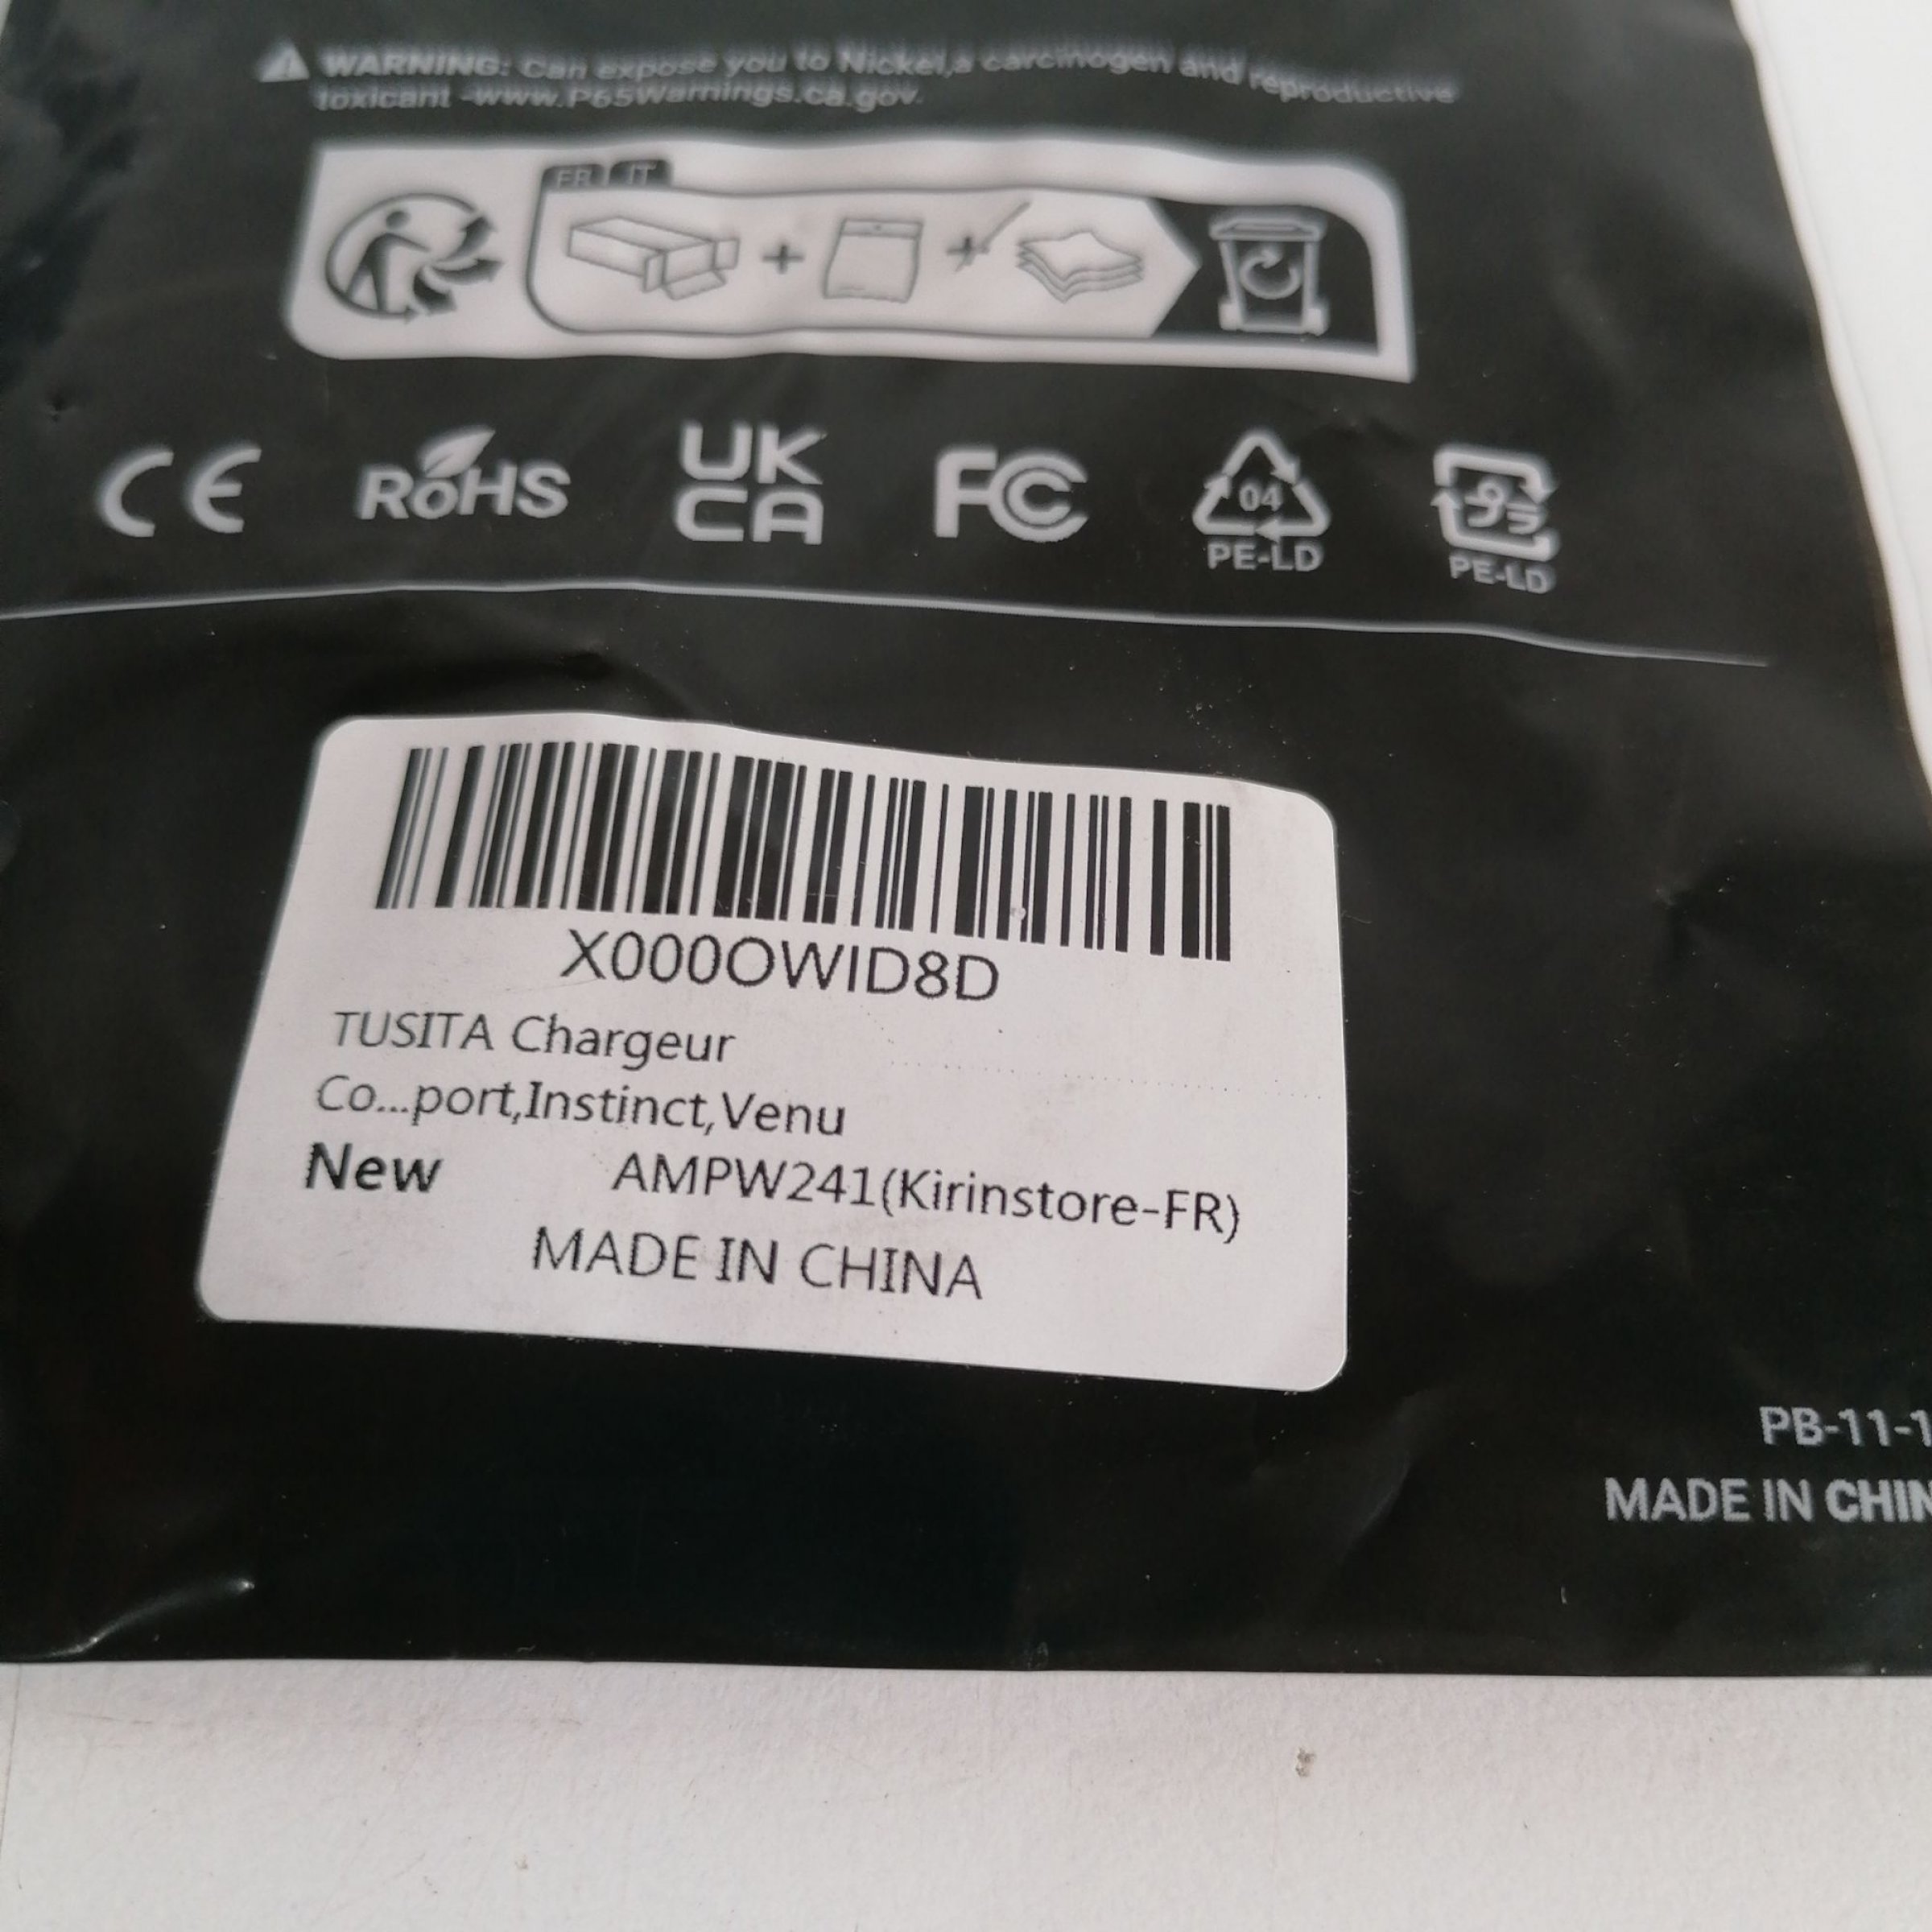 WARNING: Can expose you to Nickel,a carcinogen and reproductive
toxicant -www.P65Warnings.ca.gov.
FR IT
CE RoHS UK CA FC 04 PE-LD プラ PE-LD
X000OWID8D
TUSITA Chargeur
Co...port,Instinct,Venu
New AMPW241(Kirinstore-FR)
MADE IN CHINA
PB-11-1
MADE IN CHIN